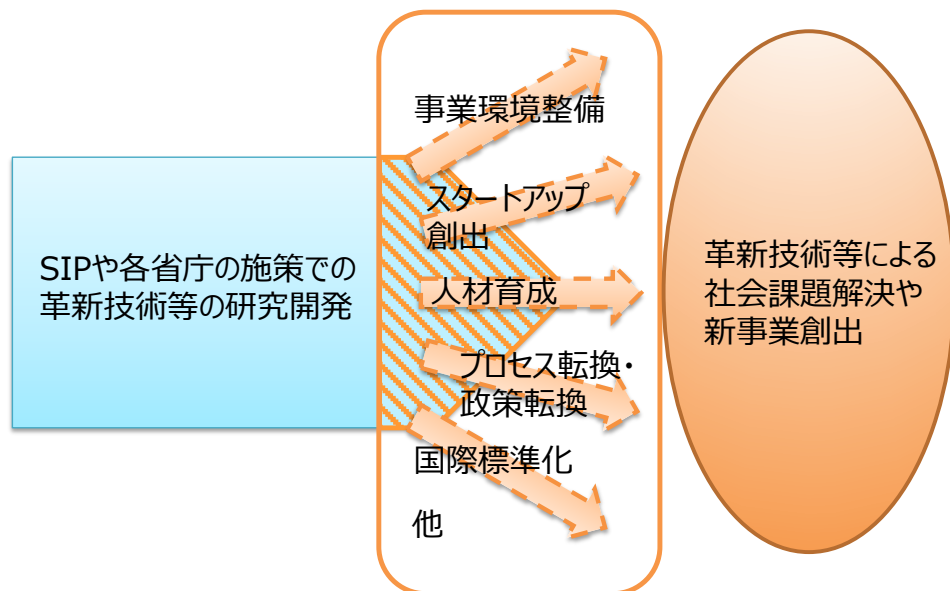 SIPや各省庁の施策での
革新技術等の研究開発
事業環境整備
スタートアップ
創出
人材育成
プロセス転換・
政策転換
国際標準化
他
革新技術等による
社会課題解決や
新事業創出